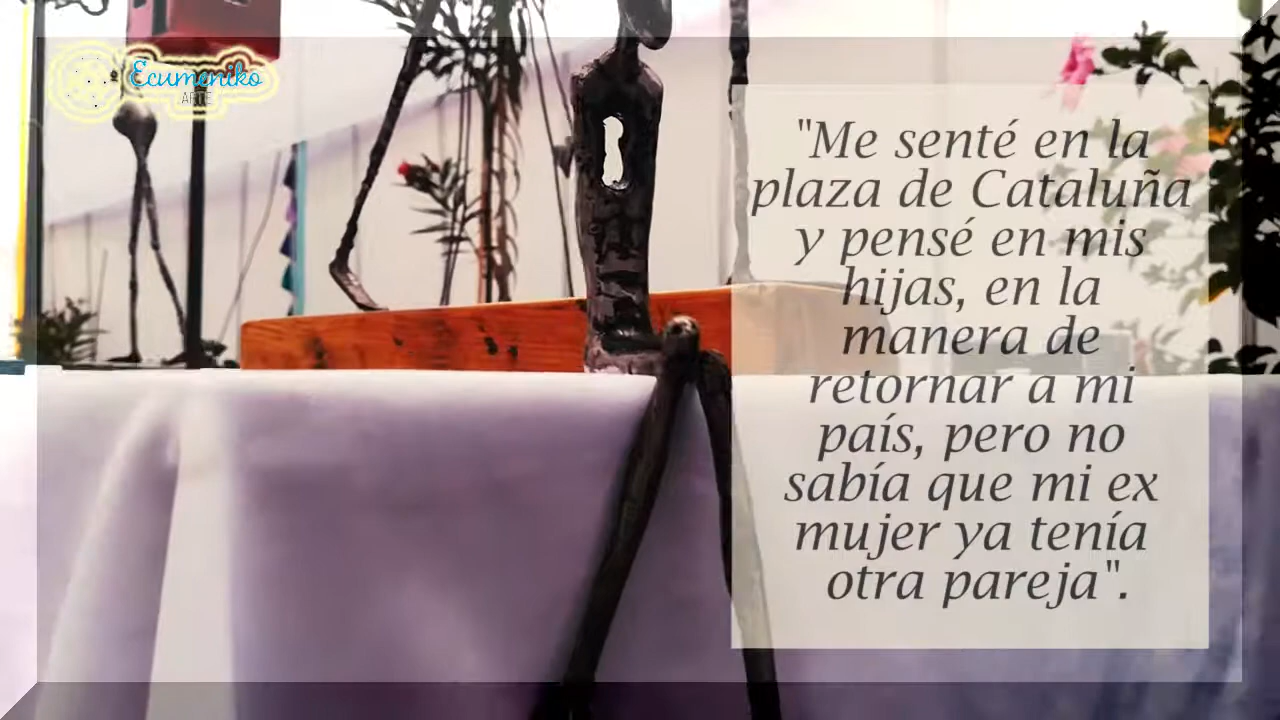 Ecumeniko
ARTE
"Me senté en la
plaza de Cataluña
y pensé en mis
hijas, en la
manera de
retornar a mi
país, pero no
sabía que mi ex
mujer ya tenía
otra pareja".